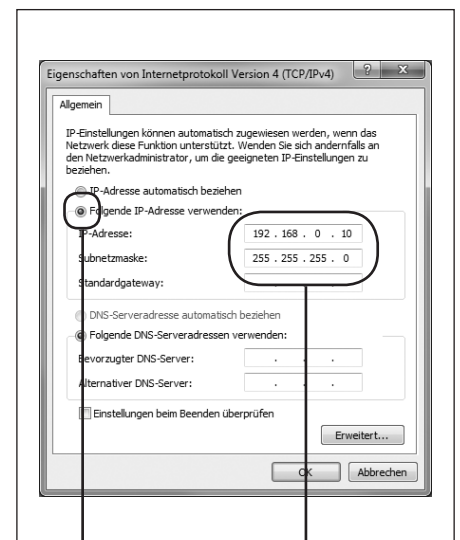 Eigenschaften von Internetprotokoll Version 4 (TCP/IPv4)
? X
Allgemein
IP-Einstellungen können automatisch zugewiesen werden, wenn das
Netzwerk diese Funktion unterstützt. Wenden Sie sich andernfalls an
den Netzwerkadministrator, um die geeigneten IP-Einstellungen zu
beziehen.
IP-Adresse automatisch beziehen
Folgende IP-Adresse verwenden:
IP-Adresse: 192 . 168 . 0 . 10
Subnetzmaske: 255 . 255 . 255 . 0
Standardgateway: . . .
DNS-Serveradresse automatisch beziehen
Folgende DNS-Serveradressen verwenden:
Bevorzugter DNS-Server: . . .
Alternativer DNS-Server: . . .
Einstellungen beim Beenden überprüfen
Erweitert...
OK Abbrechen